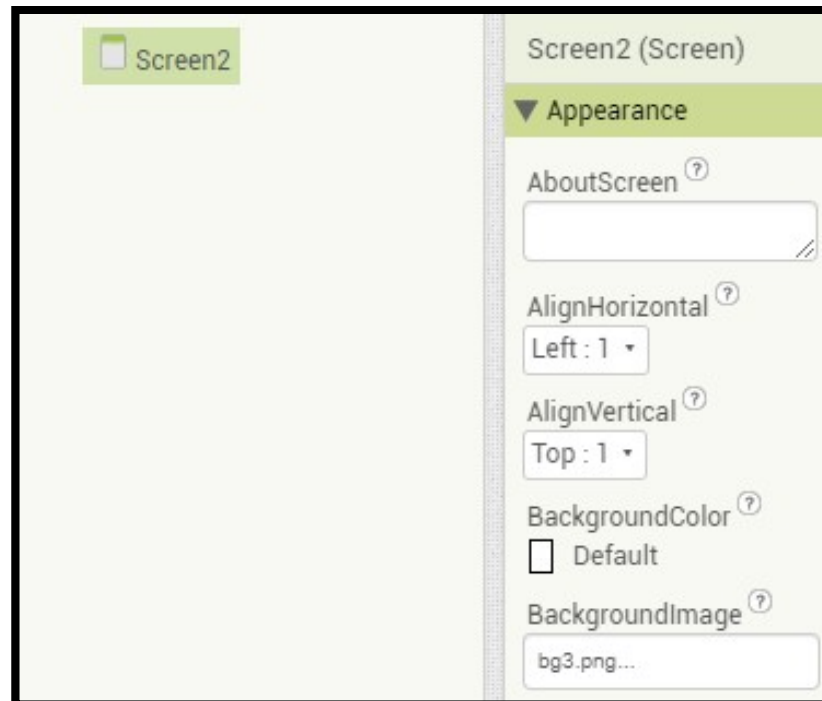 Screen2
Screen2 (Screen)
Appearance
AboutScreen ?
AlignHorizontal ?
Left : 1
AlignVertical ?
Top : 1
BackgroundColor ?
Default
BackgroundImage ?
bg3.png...